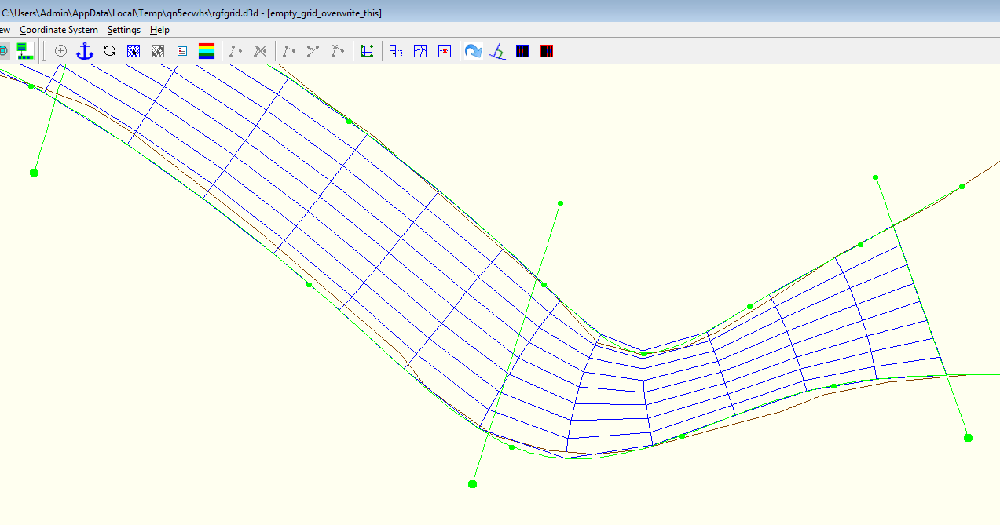 C:\Users\Admin\AppData\Local\Temp\qn5ecwhs\rgfgrid.d3d - [empty_grid_overwrite_this]
ew Coordinate System Settings Help